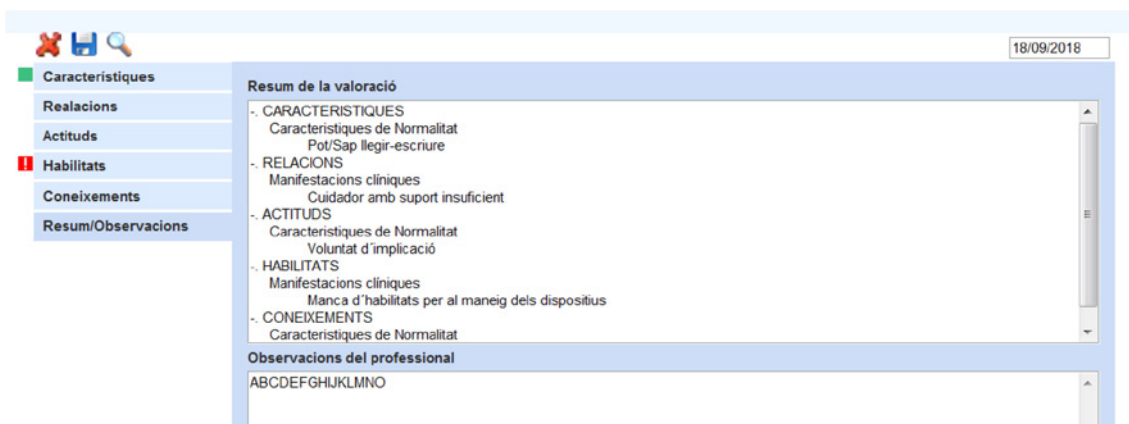 18/09/2018
Característiques
Realacions
Actituds
Habilitats
Coneixements
Resum/Observacions
Resum de la valoració
-. CARACTERISTIQUES
Caracteristiques de Normalitat
Pot/Sap llegir-escriure
-. RELACIONS
Manifestacions clíniques
Cuidador amb suport insuficient
-. ACTITUDS
Caracteristiques de Normalitat
Voluntat d´implicació
-. HABILITATS
Manifestacions clíniques
Manca d´habilitats per al maneig dels dispositius
-. CONEIXEMENTS
Caracteristiques de Normalitat
Observacions del professional
ABCDEFGHIJKLMNO